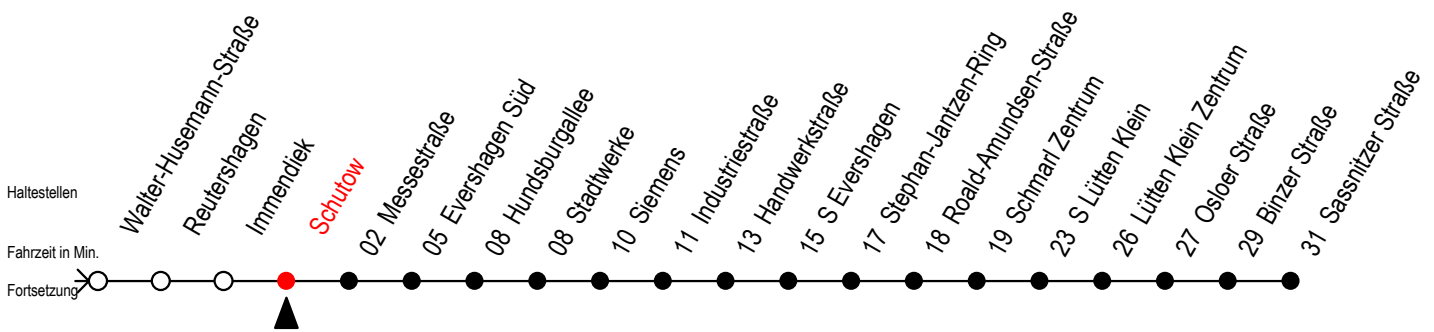 Haltestellen
Fahrzeit in Min.
Fortsetzung
Walter-Husemann-Straße
Reutershagen
Immendiek
Schutow
02 Messestraße
05 Evershagen Süd
08 Hundsburgallee
08 Stadtwerke
10 Siemens
11 Industriestraße
13 Handwerkstraße
15 S Evershagen
17 Stephan-Jantzen-Ring
18 Roald-Amundsen-Straße
19 Schmarl Zentrum
23 S Lütten Klein
26 Lütten Klein Zentrum
27 Osloer Straße
29 Binzer Straße
31 Sassnitzer Straße